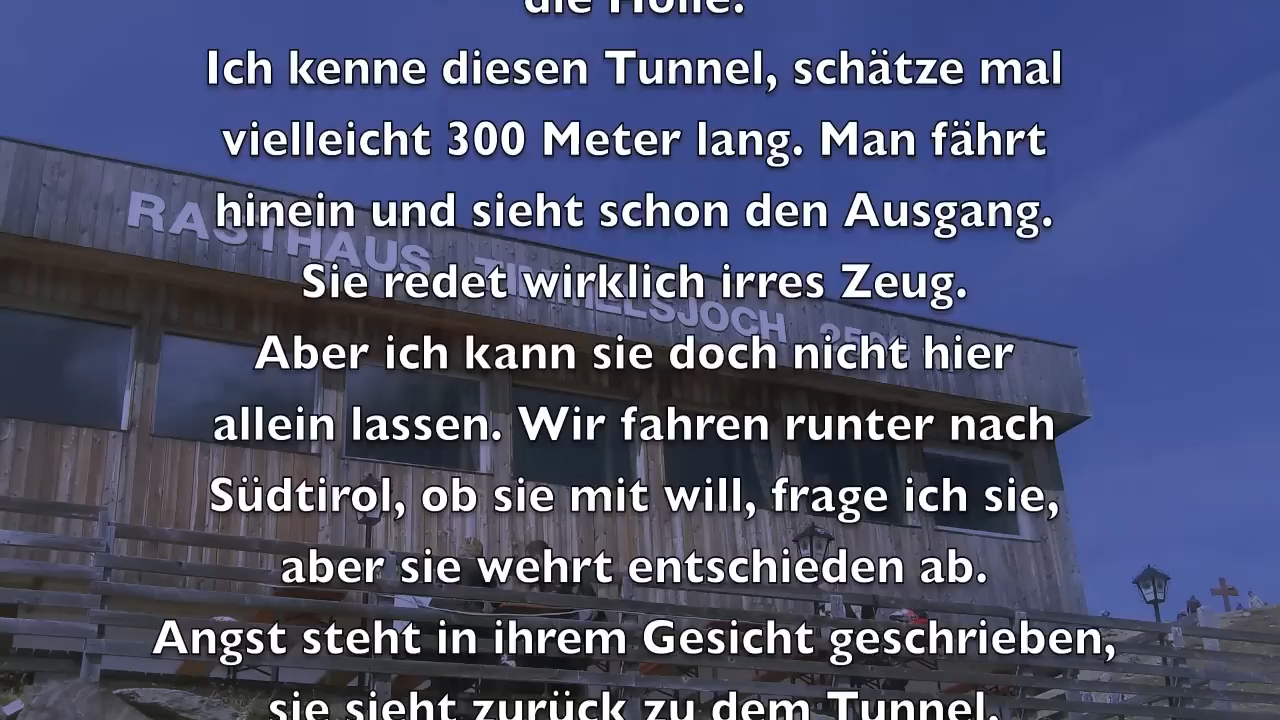 die Hölle.
Ich kenne diesen Tunnel, schätze mal
vielleicht 300 Meter lang. Man fährt
hinein und sieht schon den Ausgang.
Sie redet wirklich irres Zeug.
Aber ich kann sie doch nicht hier
allein lassen. Wir fahren runter nach
Südtirol, ob sie mit will, frage ich sie,
aber sie wehrt entschieden ab.
Angst steht in ihrem Gesicht geschrieben,
sie sieht zurück zu dem Tunnel.
RASTHAUS TIMMELSJOCH